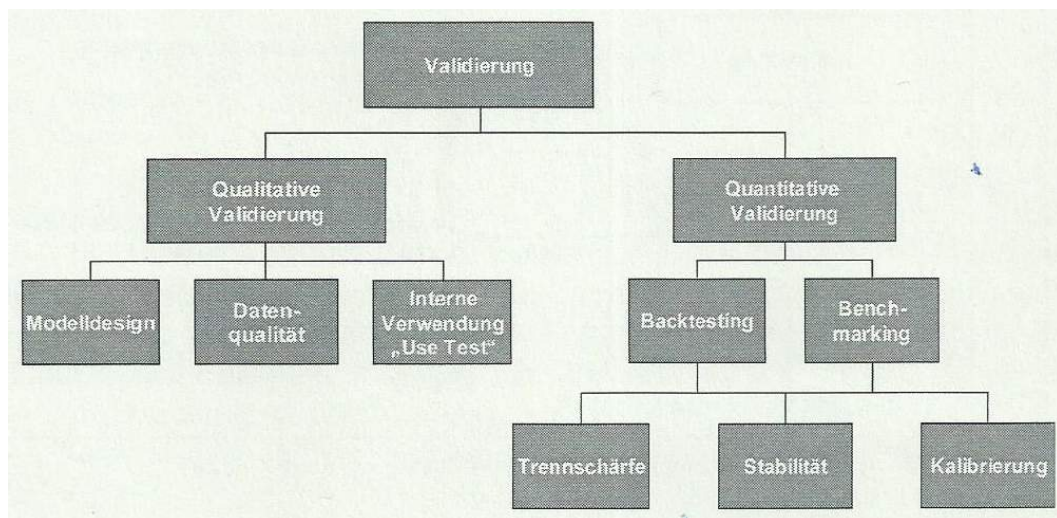 Validierung
Qualitative
Validierung
Quantitative
Validierung
Modelldesign
Daten-
qualität
Interne
Verwendung
„Use Test“
Backtesting
Bench-
marking
Trennschärfe
Stabilität
Kalibrierung